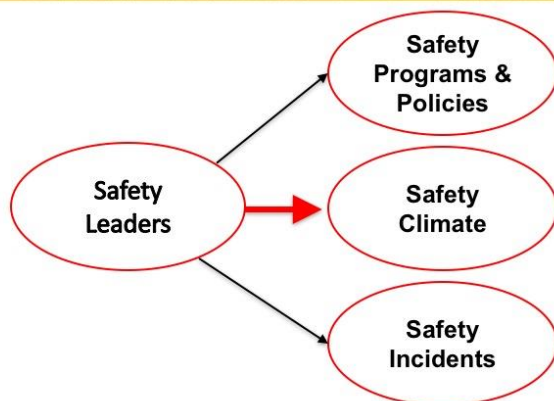 Safety
Programs &
Policies
Safety
Leaders
Safety
Climate
Safety
Incidents